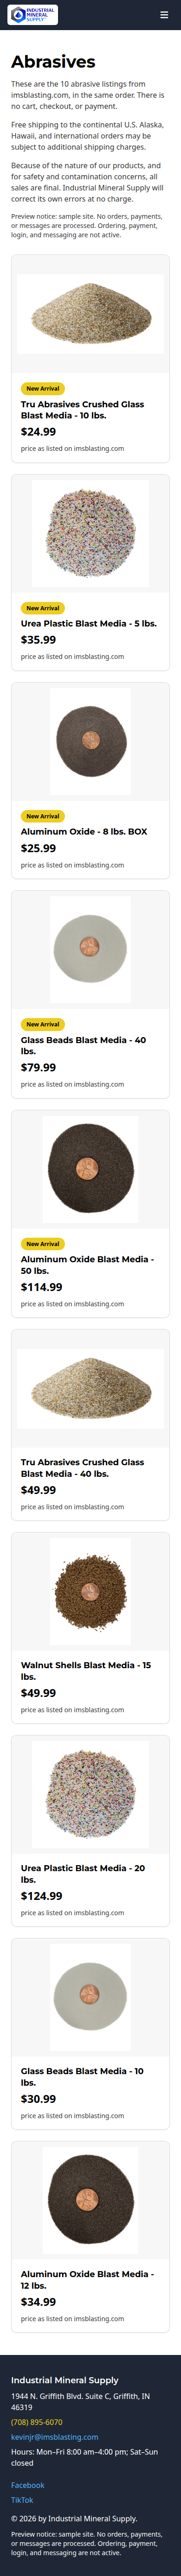 INDUSTRIAL
MINERAL
SUPPLY
Abrasives
These are the 10 abrasive listings from
imsblasting.com, in the same order. There is
no cart, checkout, or payment.
Free shipping to the continental U.S. Alaska,
Hawaii, and international orders may be
subject to additional shipping charges.
Because of the nature of our products, and
for safety and contamination concerns, all
sales are final. Industrial Mineral Supply will
correct its own errors at no charge.
Preview notice: sample site. No orders, payments,
or messages are processed. Ordering, payment,
login, and messaging are not active.
New Arrival
Tru Abrasives Crushed Glass
Blast Media - 10 lbs.
$24.99
price as listed on imsblasting.com
New Arrival
Urea Plastic Blast Media - 5 lbs.
$35.99
price as listed on imsblasting.com
New Arrival
Aluminum Oxide - 8 lbs. BOX
$25.99
price as listed on imsblasting.com
New Arrival
Glass Beads Blast Media - 40
lbs.
$79.99
price as listed on imsblasting.com
New Arrival
Aluminum Oxide Blast Media -
50 lbs.
$114.99
price as listed on imsblasting.com
Tru Abrasives Crushed Glass
Blast Media - 40 lbs.
$49.99
price as listed on imsblasting.com
Walnut Shells Blast Media - 15
lbs.
$49.99
price as listed on imsblasting.com
Urea Plastic Blast Media - 20
lbs.
$124.99
price as listed on imsblasting.com
Glass Beads Blast Media - 10
lbs.
$30.99
price as listed on imsblasting.com
Aluminum Oxide Blast Media -
12 lbs.
$34.99
price as listed on imsblasting.com
Industrial Mineral Supply
1944 N. Griffith Blvd. Suite C, Griffith, IN
46319
(708) 895-6070
kevinjr@imsblasting.com
Hours: Mon–Fri 8:00 am–4:00 pm; Sat–Sun
closed
Facebook
TikTok
© 2026 by Industrial Mineral Supply.
Preview notice: sample site. No orders, payments,
or messages are processed. Ordering, payment,
login, and messaging are not active.